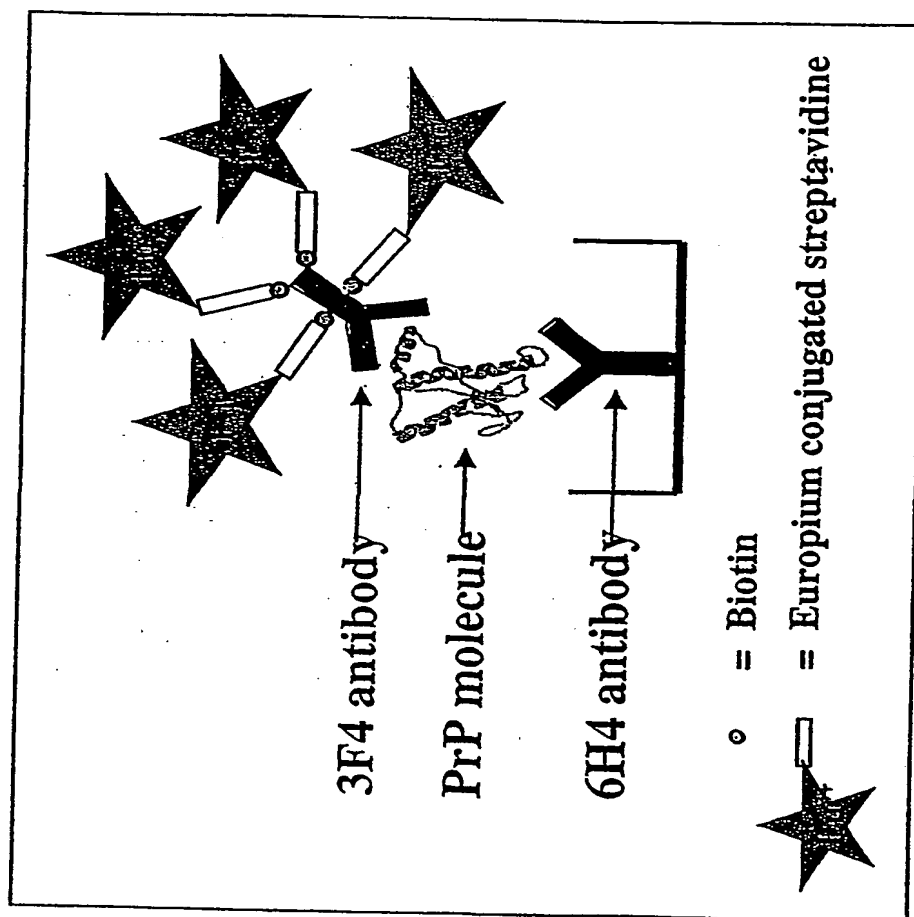 3F4 antibody
PrP molecule
6H4 antibody
= Biotin
= Europium conjugated streptavidine